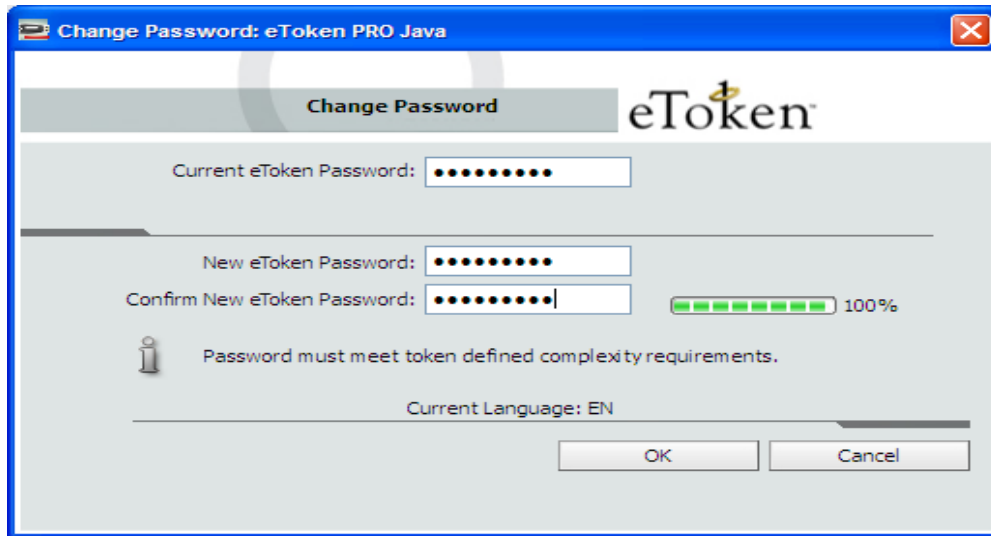 Change Password: eToken PRO Java
Change Password
eToken
Current eToken Password: •••••••••
New eToken Password: •••••••••
Confirm New eToken Password: •••••••••
100%
Password must meet token defined complexity requirements.
Current Language: EN
OK Cancel